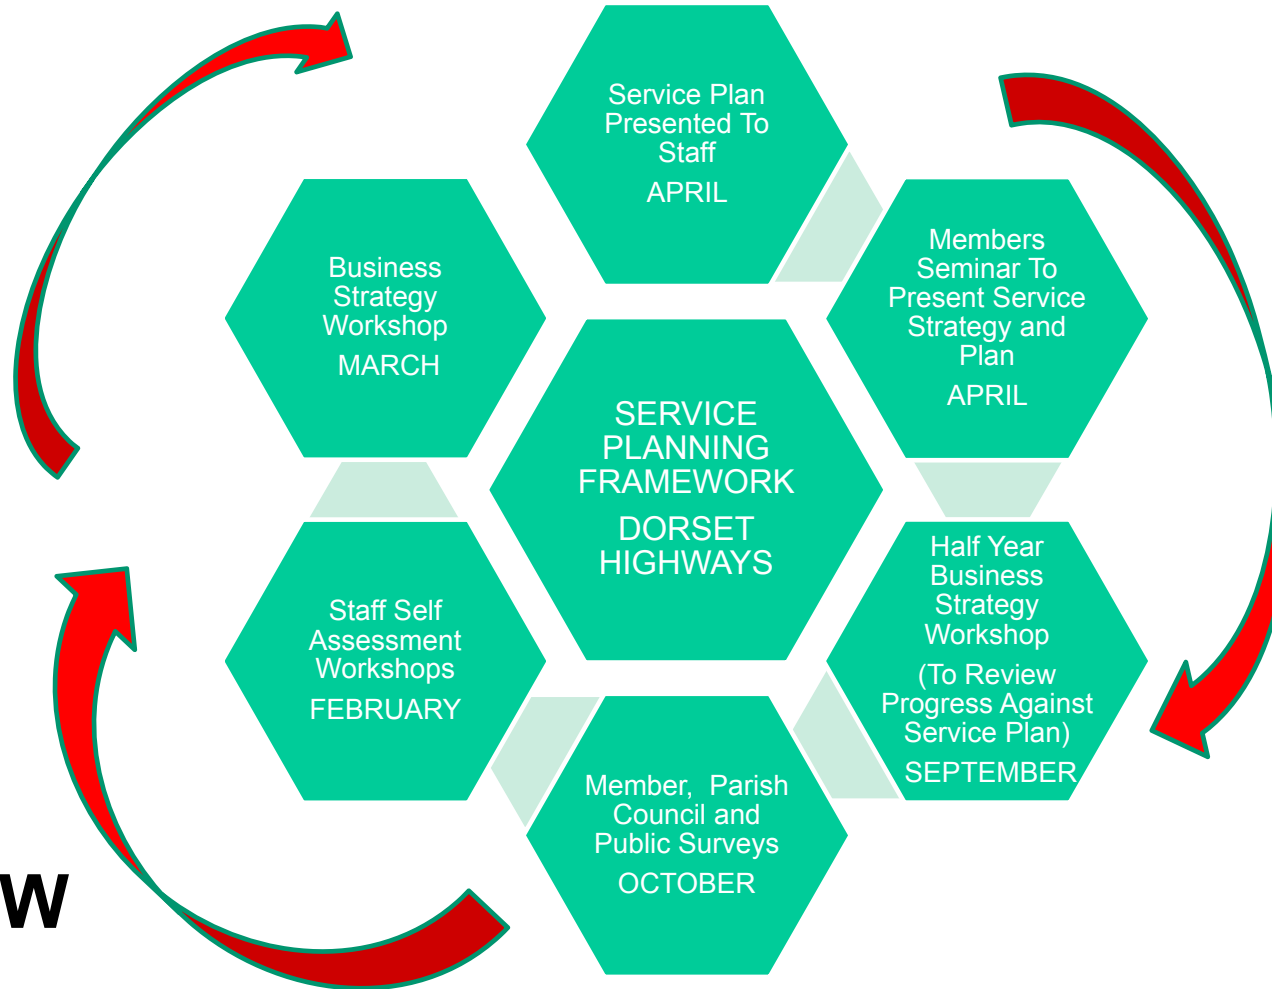 Service Plan
Presented To
Staff
APRIL
Members
Seminar To
Present Service
Strategy and
Plan
APRIL
Business
Strategy
Workshop
MARCH
SERVICE
PLANNING
FRAMEWORK
DORSET
HIGHWAYS
Half Year
Business
Strategy
Workshop
(To Review
Progress Against
Service Plan)
SEPTEMBER
Staff Self
Assessment
Workshops
FEBRUARY
Member,  Parish
Council and
Public Surveys
OCTOBER
W